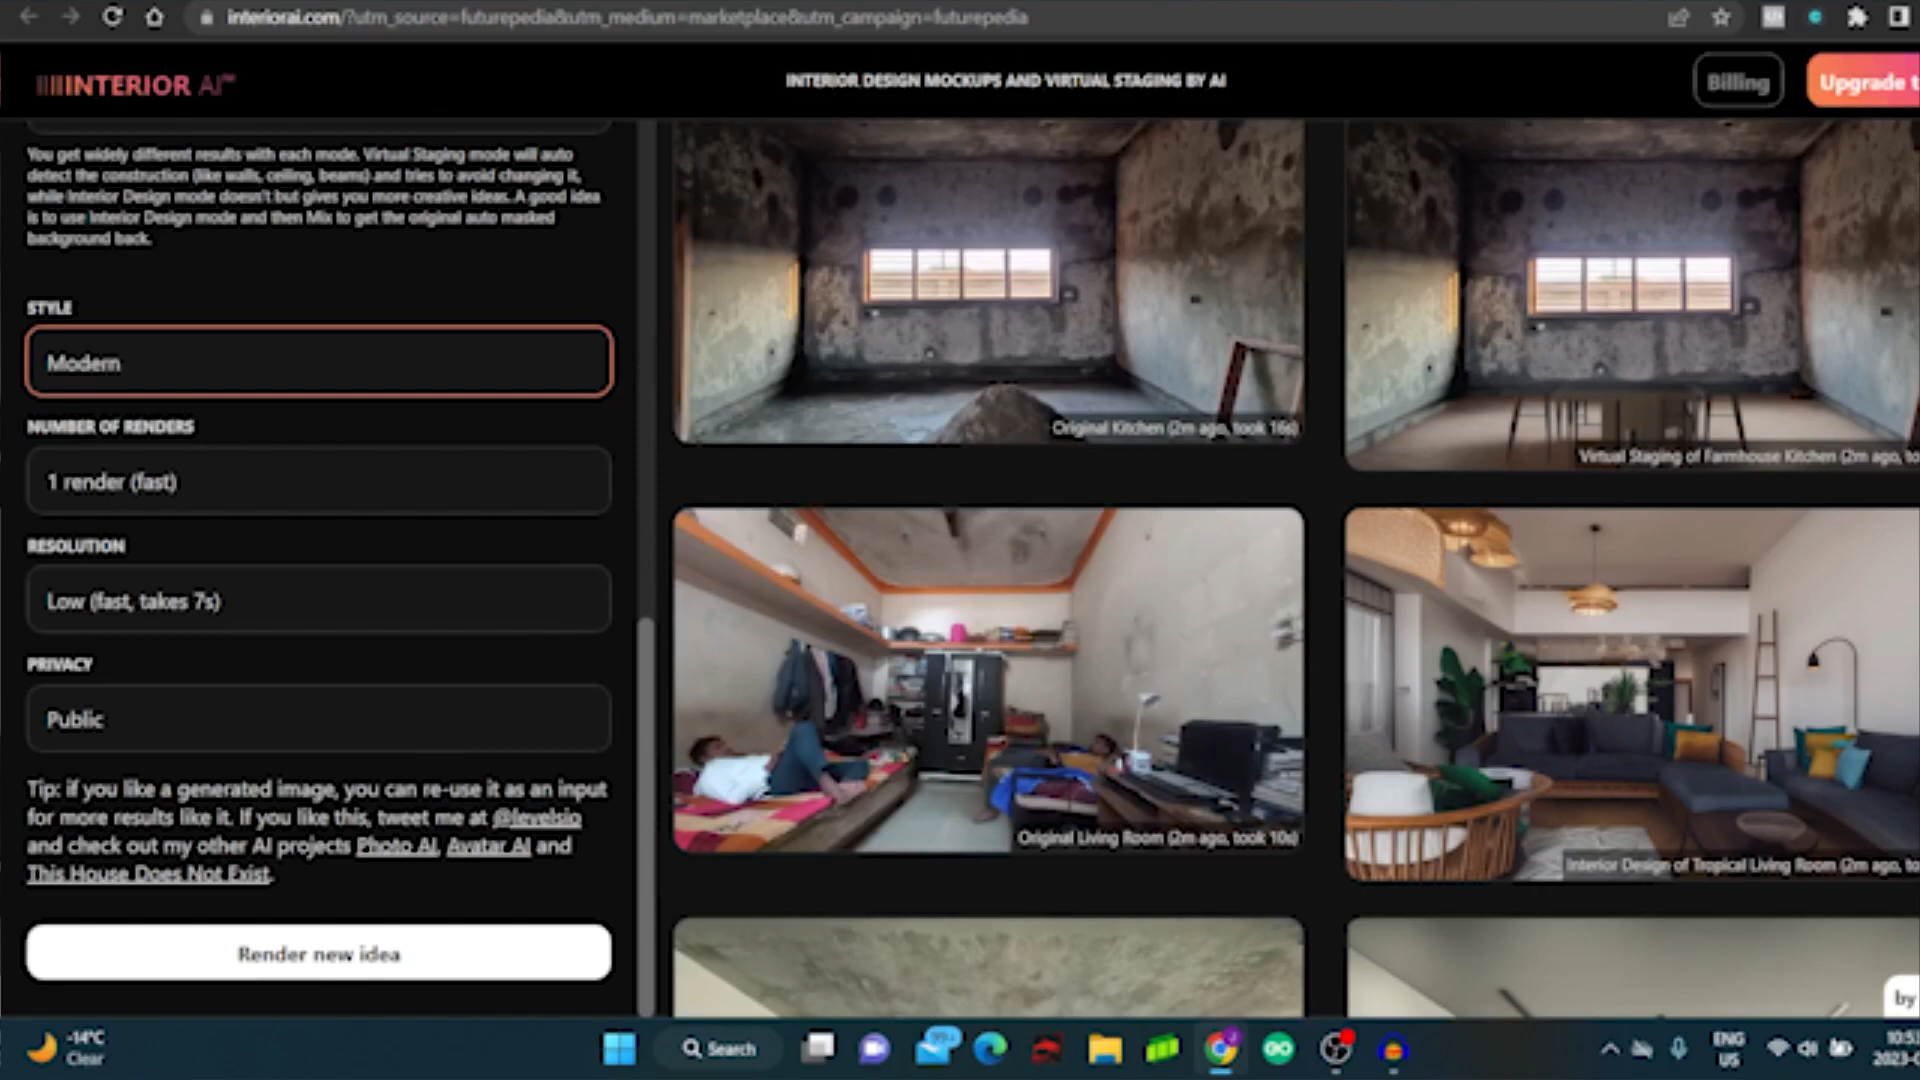 interiorai.com/?utm_source=futurepedia&utm_medium=marketplace&utm_campaign=futurepedia
INTERIOR AI™
INTERIOR DESIGN MOCKUPS AND VIRTUAL STAGING BY AI
Billing
Upgrade t
You get widely different results with each mode. Virtual Staging mode will auto
detect the construction (like walls, ceiling, beams) and tries to avoid changing it,
while Interior Design mode doesn't but gives you more creative ideas. A good idea
is to use Interior Design mode and then Mix to get the original auto masked
background back.
STYLE
Modern
NUMBER OF RENDERS
1 render (fast)
RESOLUTION
Low (fast, takes 7s)
PRIVACY
Public
Tip: if you like a generated image, you can re-use it as an input
for more results like it. If you like this, tweet me at @levelsio
and check out my other AI projects Photo AI, Avatar AI and
This House Does Not Exist.
Render new idea
Original Kitchen (2m ago, took 16s)
Virtual Staging of Farmhouse Kitchen (2m ago, to
Original Living Room (2m ago, took 10s)
Interior Design of Tropical Living Room (2m ago, to
by
-14°C
Clear
Search
99+
ENG
US
10:53
2023-0